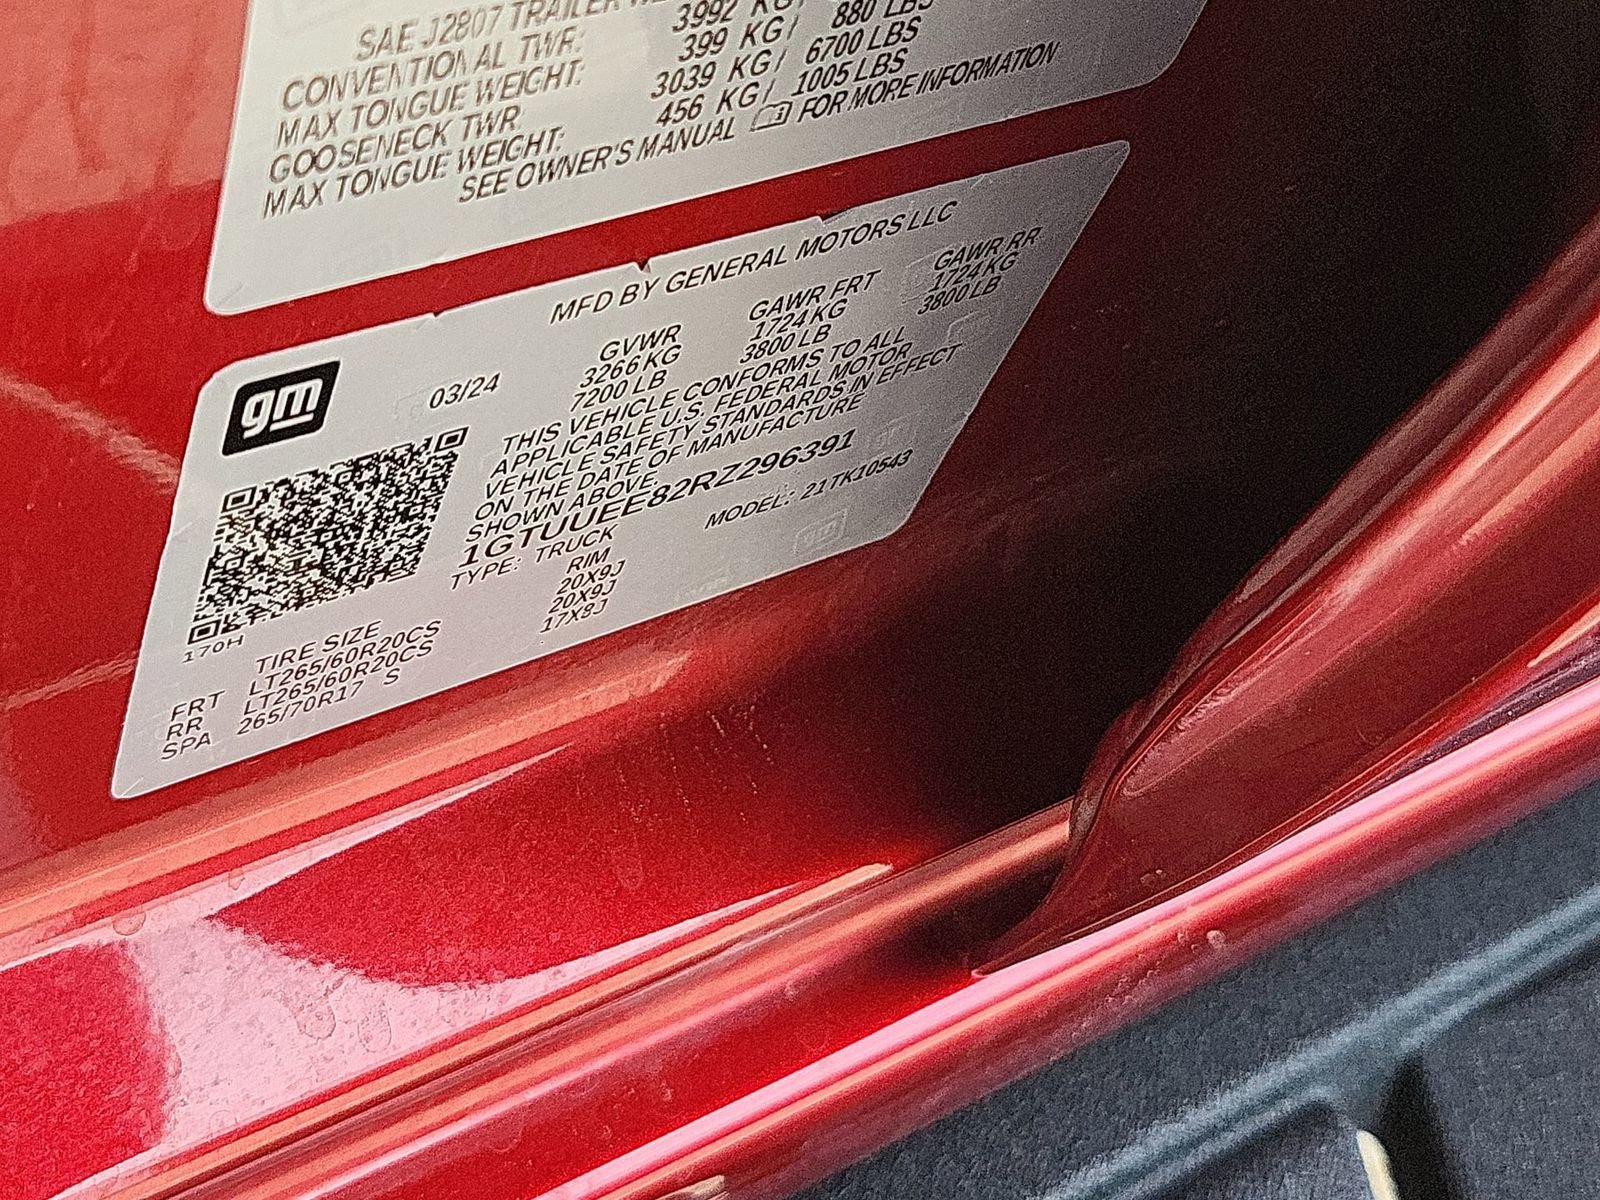 SAE J2807 TRAILER
CONVENTIONAL TWR: 3992 KG/
MAX TONGUE WEIGHT: 399 KG/ 880 LBS
GOOSENECK TWR 3039 KG/ 6700 LBS
MAX TONGUE WEIGHT: 456 KG/ 1005 LBS
SEE OWNER'S MANUAL FOR MORE INFORMATION
MFD BY GENERAL MOTORS LLC
gm 03/24
GVWR GAWR FRT GAWR RR
3266 KG 1724 KG 1724 KG
7200 LB 3800 LB 3800 LB
THIS VEHICLE CONFORMS TO ALL
APPLICABLE U.S. FEDERAL MOTOR
VEHICLE SAFETY STANDARDS IN EFFECT
ON THE DATE OF MANUFACTURE
SHOWN ABOVE.
1GTUUEE82RZ296391
TYPE: TRUCK MODEL: 21TK10543
170H
TIRE SIZE RIM
FRT LT265/60R20CS 20X9J
RR LT265/60R20CS 20X9J
SPA 265/70R17 S 17X8J